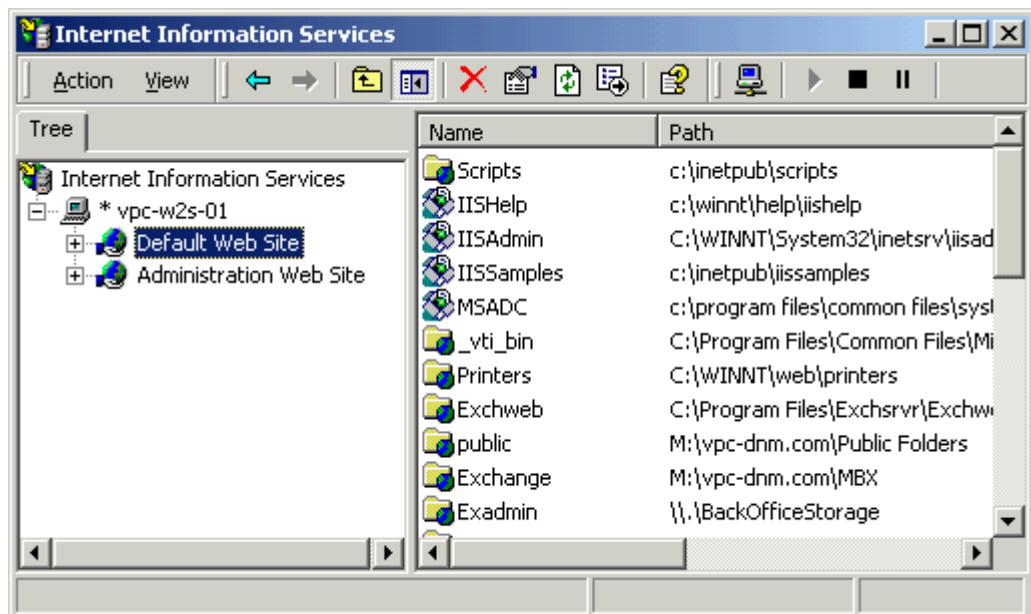 Internet Information Services
Action View
Tree
Name Path
Internet Information Services
* vpc-w2s-01
Default Web Site
Administration Web Site
Scripts c:\inetpub\scripts
IISHelp c:\winnt\help\iishelp
IISAdmin C:\WINNT\System32\inetsrv\iisad
IISSamples c:\inetpub\iissamples
MSADC c:\program files\common files\syst
_vti_bin C:\Program Files\Common Files\Mi
Printers C:\WINNT\web\printers
Exchweb C:\Program Files\Exchsrvr\Exchw
public M:\vpc-dnm.com\Public Folders
Exchange M:\vpc-dnm.com\MBX
Exadmin \\.\BackOfficeStorage